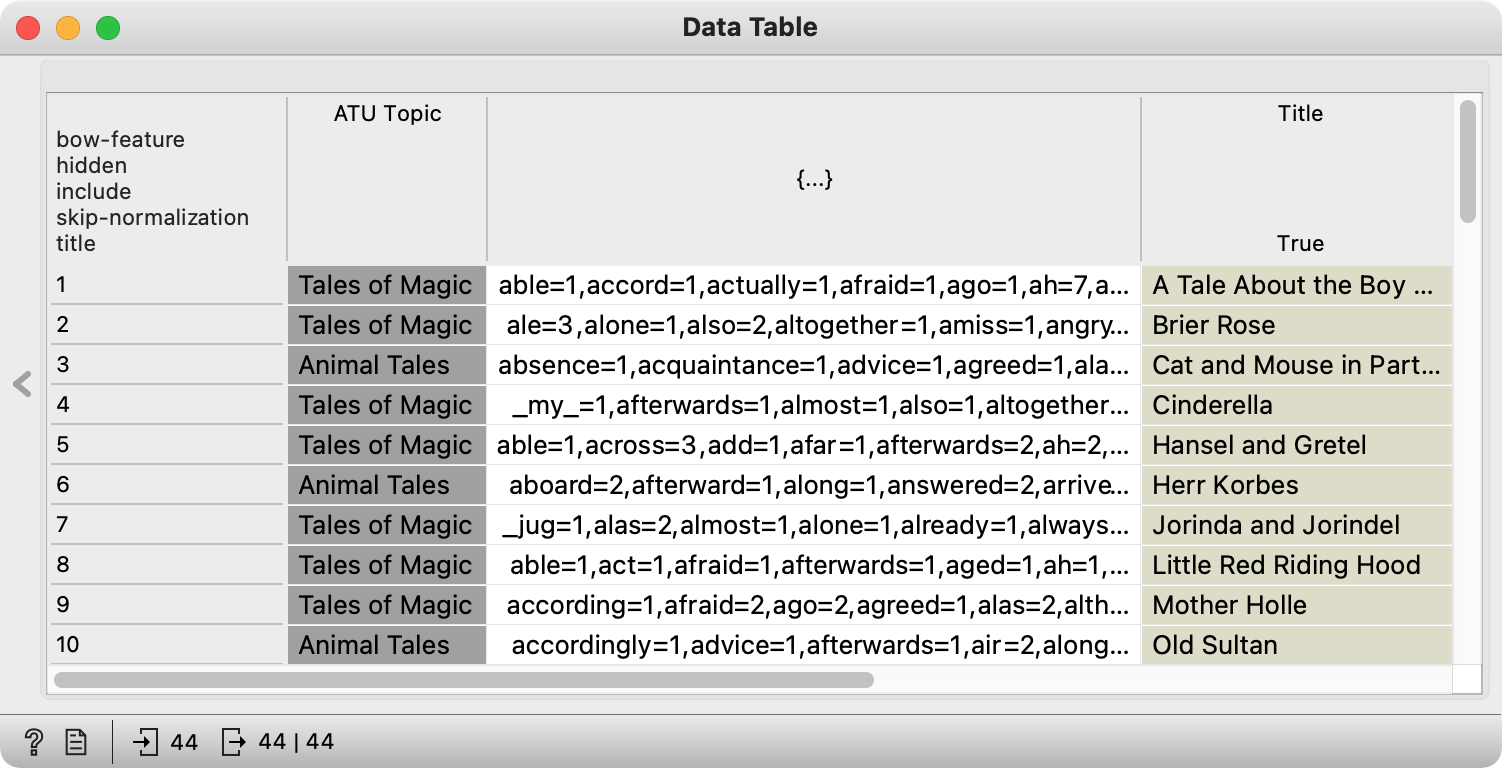 Data Table
ATU Topic Title
bow-feature
hidden
include {...}
skip-normalization
title True
1 Tales of Magic able=1,accord=1,actually=1,afraid=1,ago=1,ah=7,a... A Tale About the Boy ...
2 Tales of Magic ale=3,alone=1,also=2,altogether=1,amiss=1,angry... Brier Rose
3 Animal Tales absence=1,acquaintance=1,advice=1,agreed=1,ala... Cat and Mouse in Part...
4 Tales of Magic _my_=1,afterwards=1,almost=1,also=1,altogether... Cinderella
5 Tales of Magic able=1,across=3,add=1,afar=1,afterwards=2,ah=2,... Hansel and Gretel
6 Animal Tales aboard=2,afterward=1,along=1,answered=2,arrive... Herr Korbes
7 Tales of Magic _jug=1,alas=2,almost=1,alone=1,already=1,always... Jorinda and Jorindel
8 Tales of Magic able=1,act=1,afraid=1,afterwards=1,aged=1,ah=1,... Little Red Riding Hood
9 Tales of Magic according=1,afraid=2,ago=2,agreed=1,alas=2,alth... Mother Holle
10 Animal Tales accordingly=1,advice=1,afterwards=1,air=2,along... Old Sultan
? 44 44 | 44